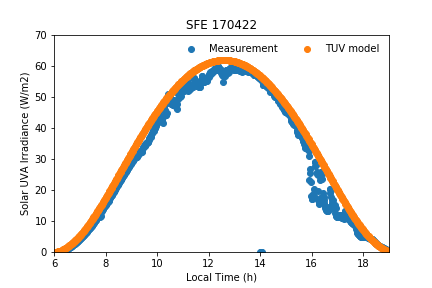 SFE 170422
Measurement TUV model
Solar UVA Irradiance (W/m2)
70
60
50
40
30
20
10
0
6 8 10 12 14 16 18
Local Time (h)